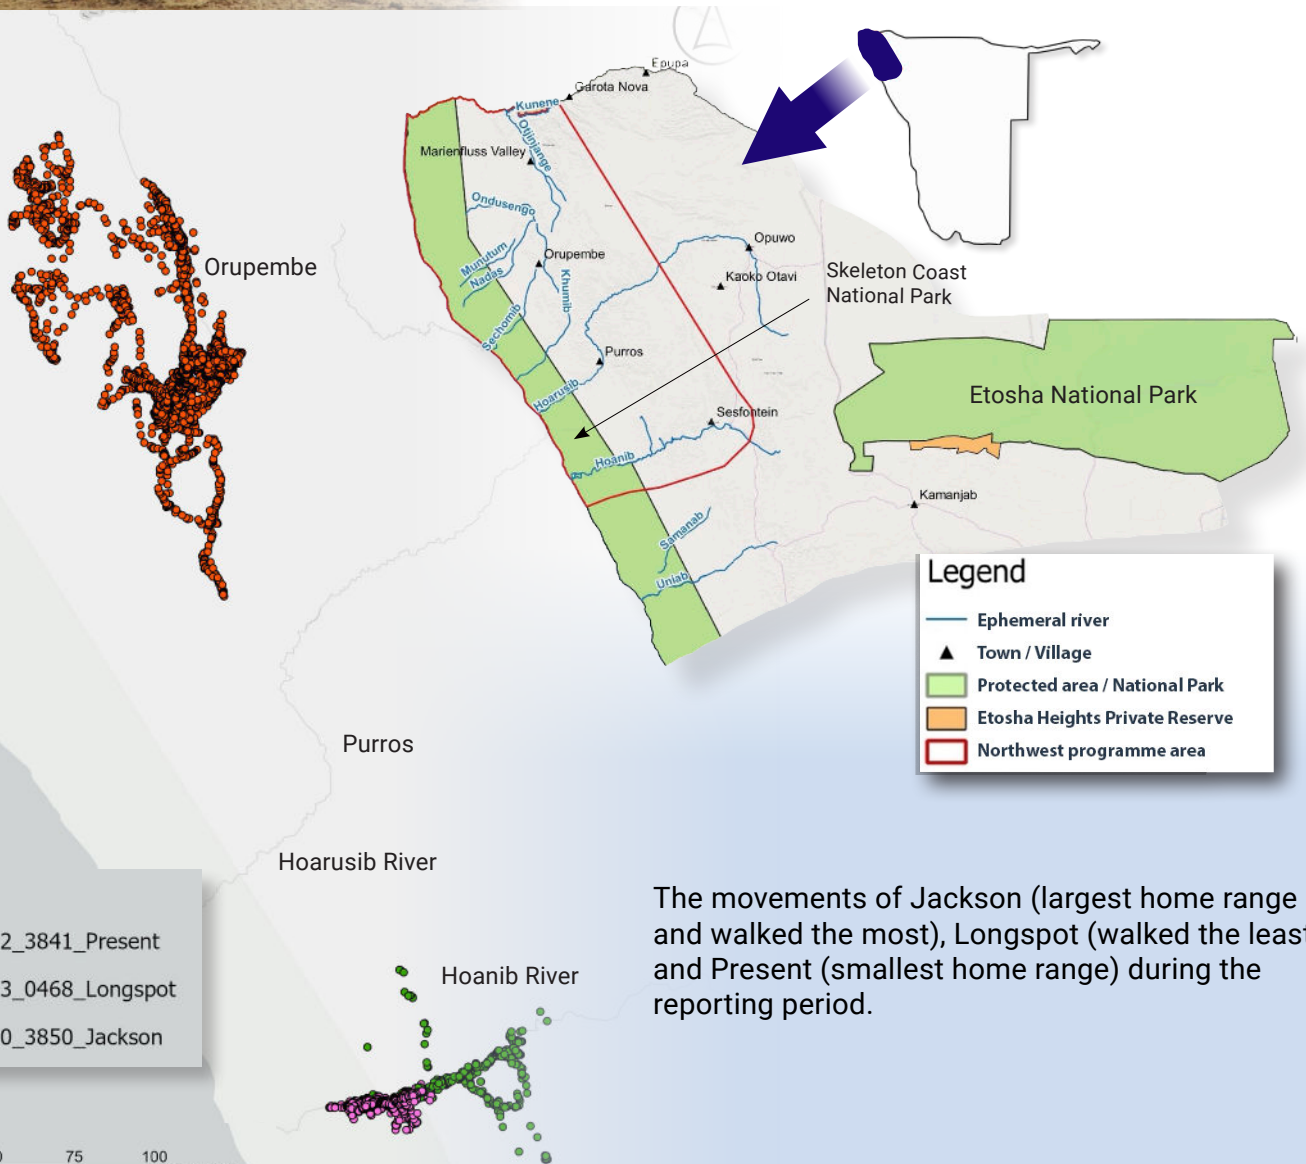 Epupa
Garota Nova
Kunene
Otjinjange
Marienfluss Valley
Ondusengo
Opuwo
Munutum
Orupembe
Nadas
Khumib
Kaoko Otavi
Skeleton Coast
National Park
Sechomib
Purros
Hoarusib
Etosha National Park
Sesfontein
Hoanib
Kamanjab
Samanab
Uniab
Orupembe
Legend
Ephemeral river
Town / Village
Protected area / National Park
Etosha Heights Private Reserve
Northwest programme area
Purros
Hoarusib River
The movements of Jackson (largest home range
and walked the most), Longspot (walked the least
and Present (smallest home range) during the
reporting period.
2_3841_Present
3_0468_Longspot
0_3850_Jackson
Hoanib River
75 100